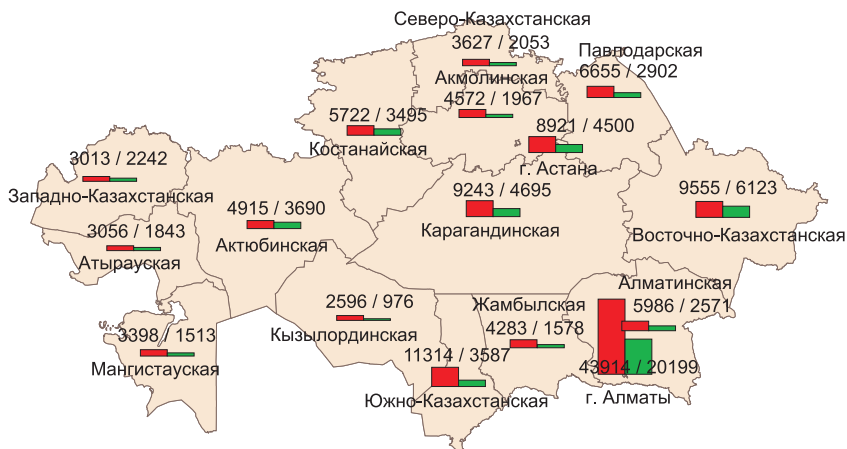 Северо-Казахстанская
3627 / 2053
Павлодарская
6655 / 2902
Акмолинская
4572 / 1967
5722 / 3495
Костанайская
8921 / 4500
г. Астана
3013 / 2242
Западно-Казахстанская
4915 / 3690
Актюбинская
9243 / 4695
Карагандинская
9555 / 6123
Восточно-Казахстанская
3056 / 1843
Атырауская
Алматинская
5986 / 2571
2596 / 976
Кызылординская
Жамбылская
4283 / 1578
3398 / 1513
Мангистауская
11314 / 3587
Южно-Казахстанская
43914 / 20199
г. Алматы